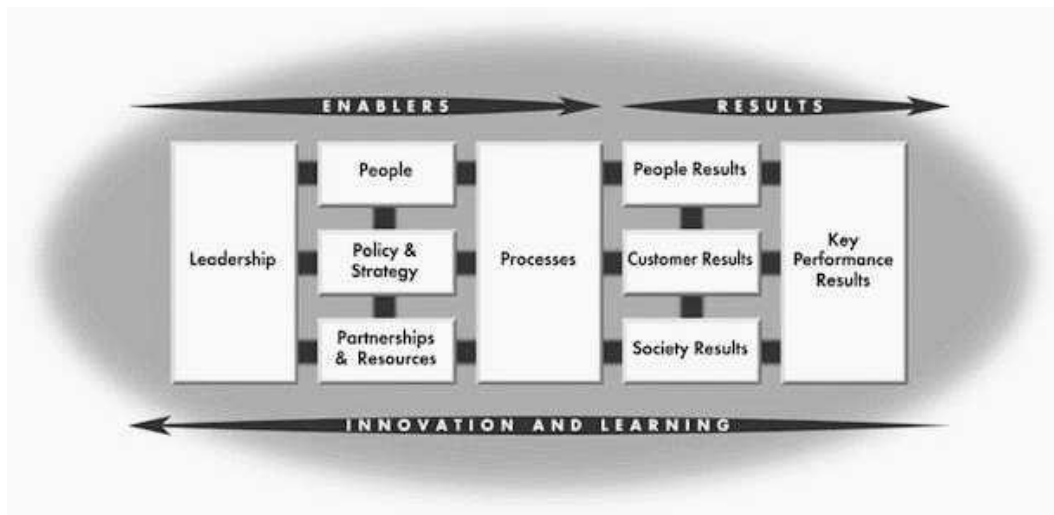 ENABLERS
RESULTS
Leadership
People
Policy &
Strategy
Partnerships
& Resources
Processes
People Results
Customer Results
Society Results
Key
Performance
Results
INNOVATION AND LEARNING